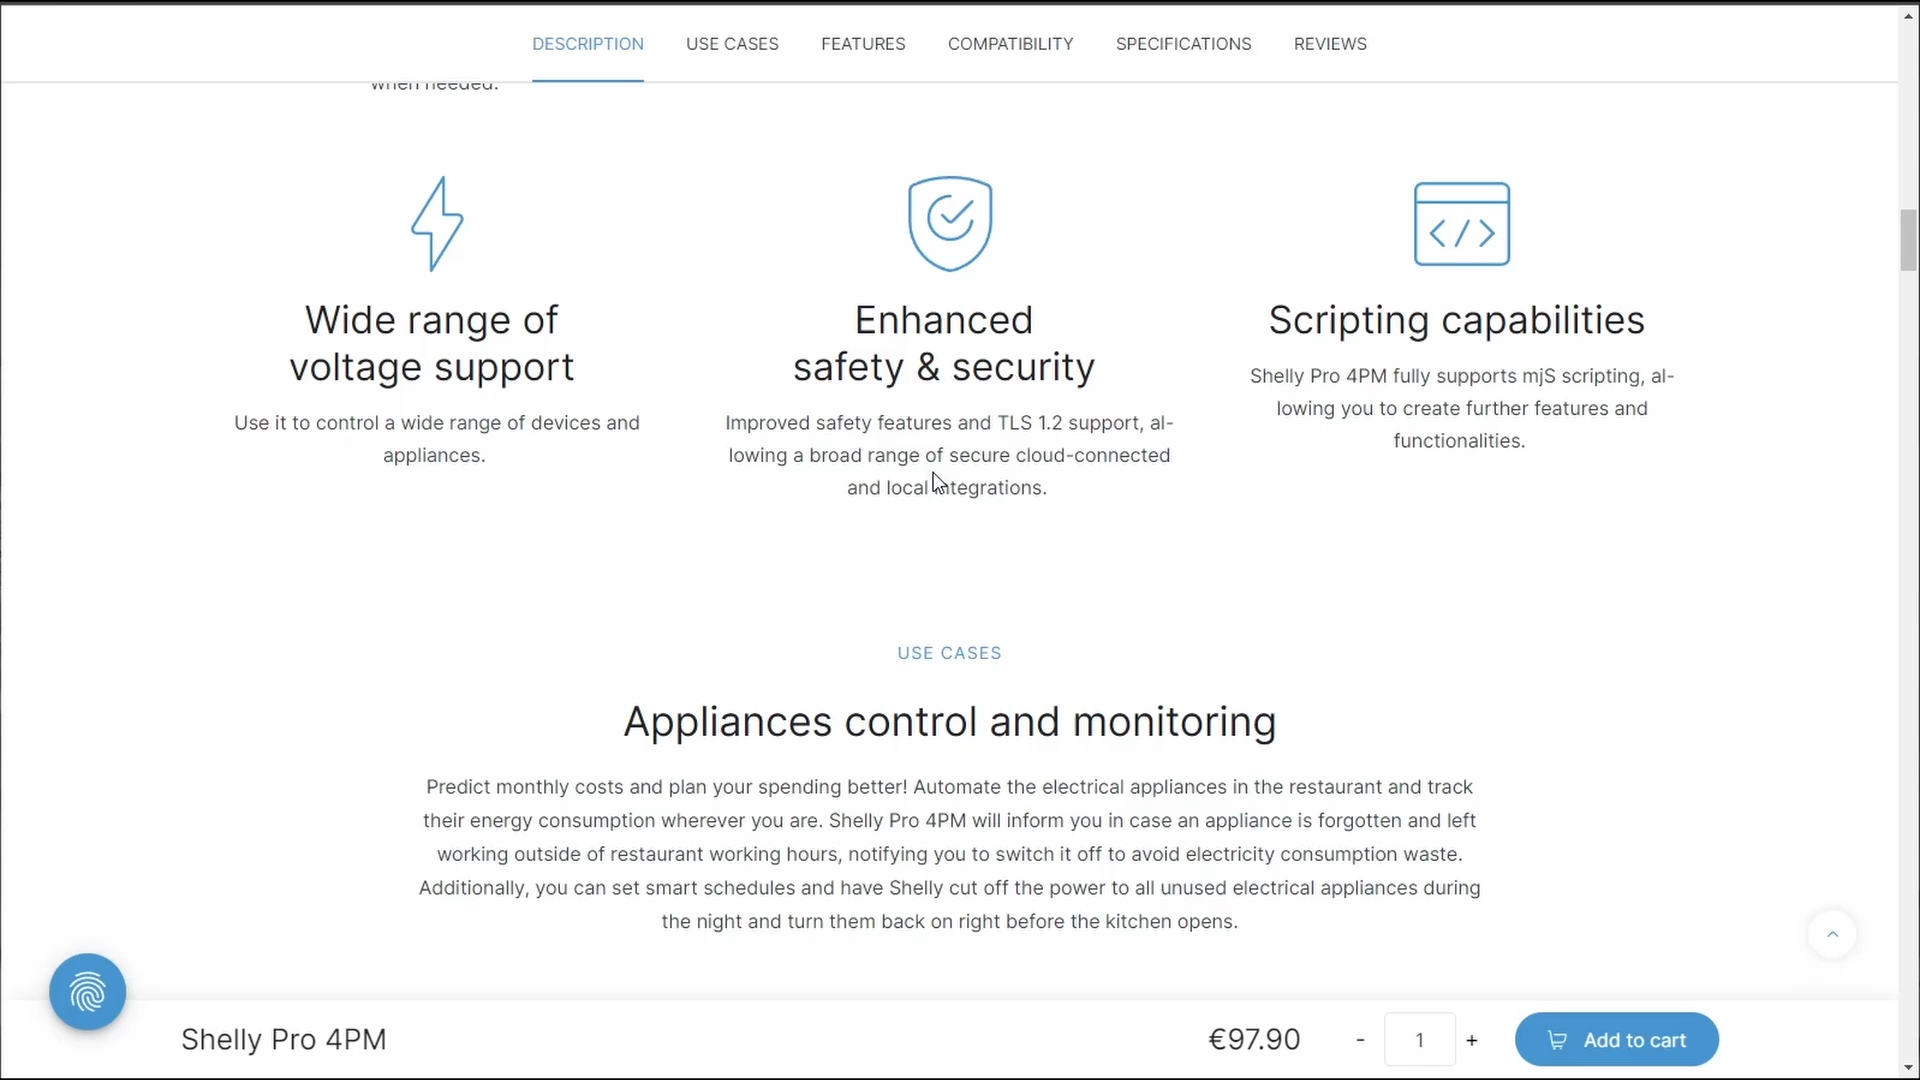 DESCRIPTION USE CASES FEATURES COMPATIBILITY SPECIFICATIONS REVIEWS
when needed.
Wide range of
voltage support
Use it to control a wide range of devices and
appliances.
Enhanced
safety & security
Improved safety features and TLS 1.2 support, al-
lowing a broad range of secure cloud-connected
and local integrations.
</>
Scripting capabilities
Shelly Pro 4PM fully supports mjS scripting, al-
lowing you to create further features and
functionalities.
USE CASES
Appliances control and monitoring
Predict monthly costs and plan your spending better! Automate the electrical appliances in the restaurant and track
their energy consumption wherever you are. Shelly Pro 4PM will inform you in case an appliance is forgotten and left
working outside of restaurant working hours, notifying you to switch it off to avoid electricity consumption waste.
Additionally, you can set smart schedules and have Shelly cut off the power to all unused electrical appliances during
the night and turn them back on right before the kitchen opens.
Shelly Pro 4PM €97.90 - 1 + Add to cart